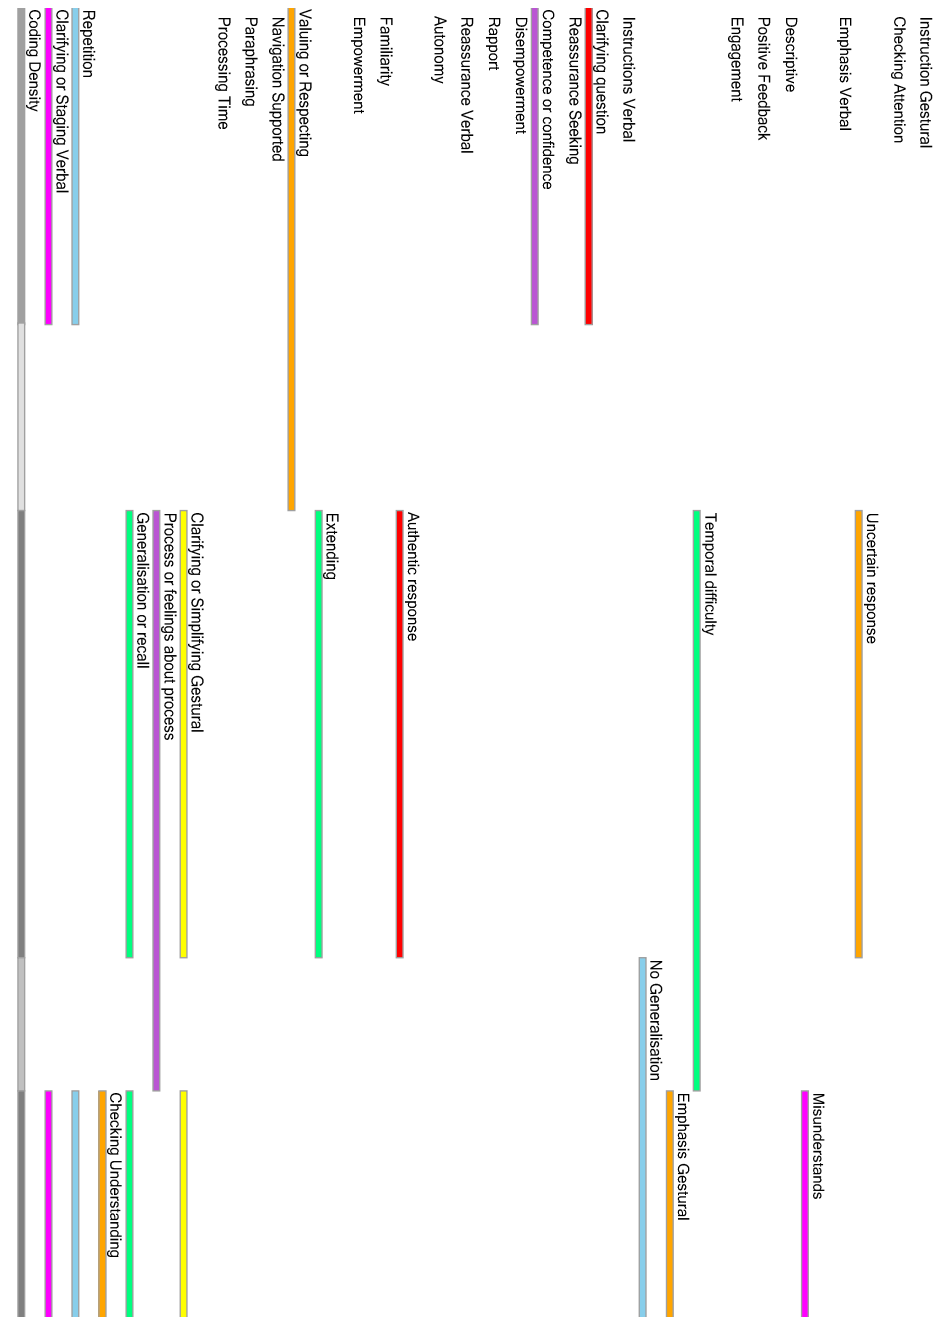 Instruction Gestural
Checking Attention
Uncertain response
Emphasis Verbal
Misunderstands
Descriptive
Positive Feedback
Engagement
Temporal difficulty
Emphasis Gestural
No Generalisation
Instructions Verbal
Clarifying question
Reassurance Seeking
Competence or confidence
Disempowerment
Rapport
Reassurance Verbal
Autonomy
Authentic response
Familiarity
Empowerment
Extending
Valuing or Respecting
Navigation Supported
Paraphrasing
Processing Time
Clarifying or Simplifying Gestural
Process or feelings about process
Generalisation or recall
Checking Understanding
Repetition
Clarifying or Staging Verbal
Coding Density